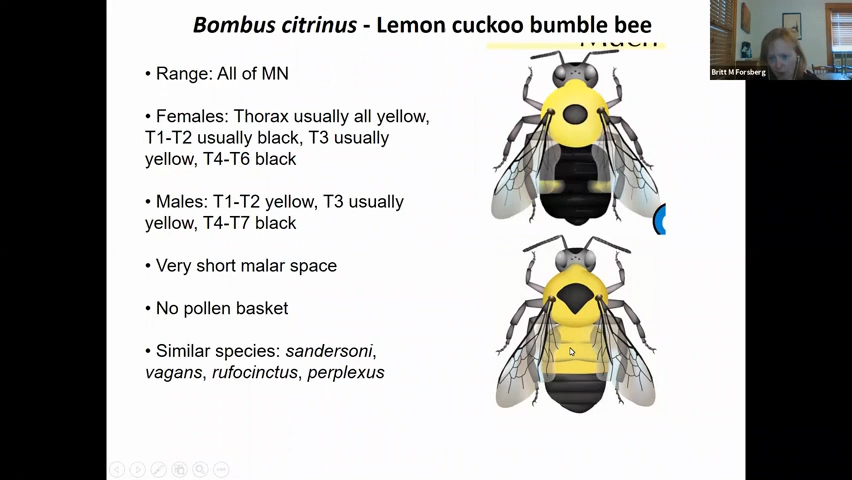 Bombus citrinus - Lemon cuckoo bumble bee
Much
Britt M Forsberg
• Range: All of MN
• Females: Thorax usually all yellow,
T1-T2 usually black, T3 usually
yellow, T4-T6 black
• Males: T1-T2 yellow, T3 usually
yellow, T4-T7 black
• Very short malar space
• No pollen basket
• Similar species: sandersoni,
vagans, rufocinctus, perplexus